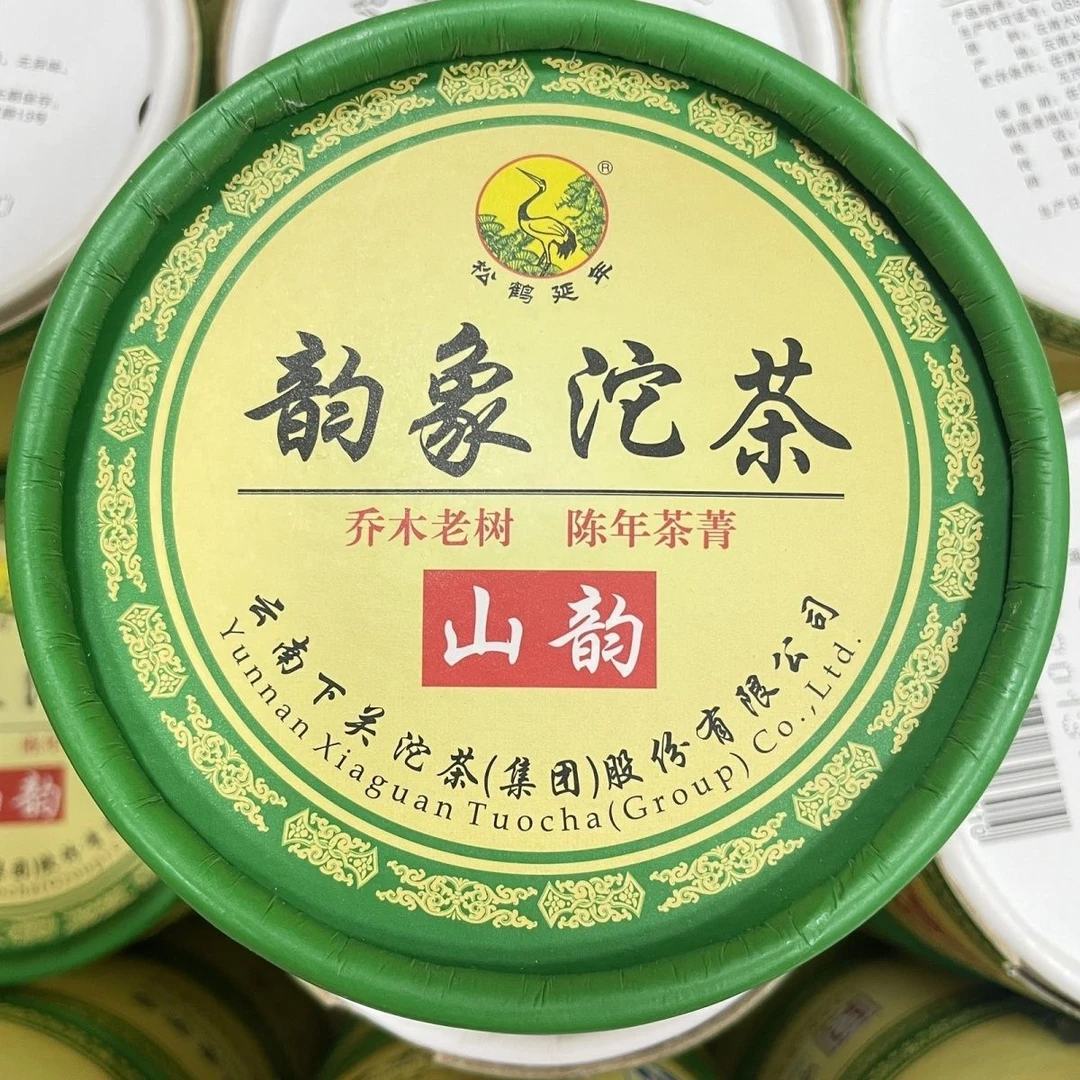 ®
松鹤延年
韵象沱茶
乔木老树 陈年茶菁
山韵
云南下关沱茶(集团)股份有限公司
Yunnan Xiaguan Tuocha(Group)Co.,Ltd.